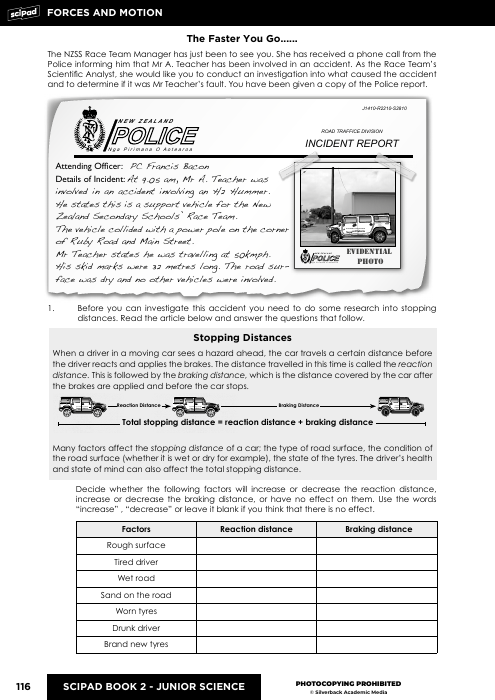 scipad FORCES AND MOTION
The Faster You Go......
The NZSS Race Team Manager has just been to see you. She has received a phone call from the
Police informing him that Mr A. Teacher has been involved in an accident. As the Race Team's
Scientific Analyst, she would like you to conduct an investigation into what caused the accident
and to determine if it was Mr Teacher's fault. You have been given a copy of the Police report.
J1410-R2310-S2810
NEW ZEALAND
POLICE
Nga Pirimana O Aotearoa
ROAD TRAFFICE DIVISION
INCIDENT REPORT
Attending Officer: PC Francis Bacon
Details of Incident: At 9.05 am, Mr A. Teacher was
involved in an accident involving an H2 Hummer.
He states this is a support vehicle for the New
Zealand Secondary Schools' Race Team.
The vehicle collided with a power pole on the corner
of Ruby Road and Main Street.
Mr Teacher states he was travelling at 50kmph.
His skid marks were 32 metres long. The road sur-
face was dry and no other vehicles were involved.
POLICE
EVIDENTIAL
PHOTO
1. Before you can investigate this accident you need to do some research into stopping
distances. Read the article below and answer the questions that follow.
Stopping Distances
When a driver in a moving car sees a hazard ahead, the car travels a certain distance before
the driver reacts and applies the brakes. The distance travelled in this time is called the reaction
distance. This is followed by the braking distance, which is the distance covered by the car after
the brakes are applied and before the car stops.
Reaction Distance Braking Distance
Total stopping distance = reaction distance + braking distance
Many factors affect the stopping distance of a car; the type of road surface, the condition of
the road surface (whether it is wet or dry for example), the state of the tyres. The driver's health
and state of mind can also affect the total stopping distance.
Decide whether the following factors will increase or decrease the reaction distance,
increase or decrease the braking distance, or have no effect on them. Use the words
"increase" , "decrease" or leave it blank if you think that there is no effect.
Factors Reaction distance Braking distance
Rough surface
Tired driver
Wet road
Sand on the road
Worn tyres
Drunk driver
Brand new tyres
116 SCIPAD BOOK 2 - JUNIOR SCIENCE PHOTOCOPYING PROHIBITED
© Silverback Academic Media